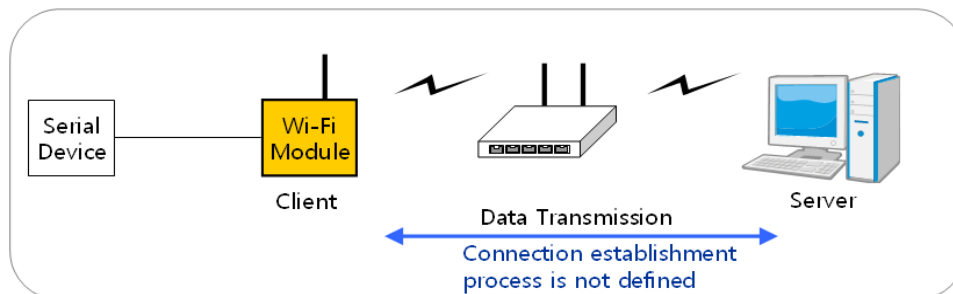 Serial
Device
Wi-Fi
Module
Client
Server
Data Transmission
Connection establishment
process is not defined